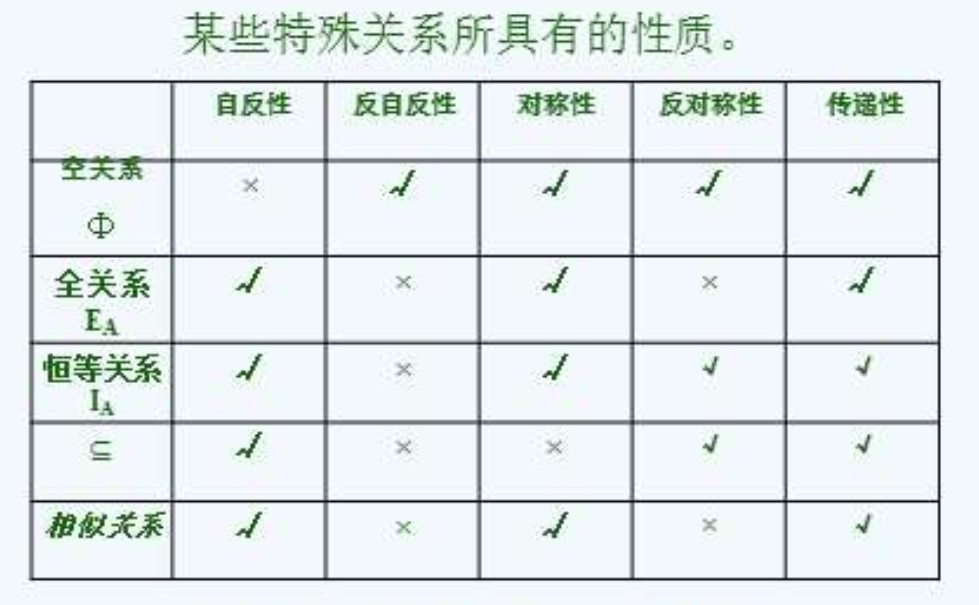 某些特殊关系所具有的性质。
自反性 反自反性 对称性 反对称性 传递性
空关系 × √ √ √ √
Φ
全关系 √ × √ × √
E_A
恒等关系 √ × √ √ √
I_A
⊆ √ × × √ √
相似关系 √ × √ × √